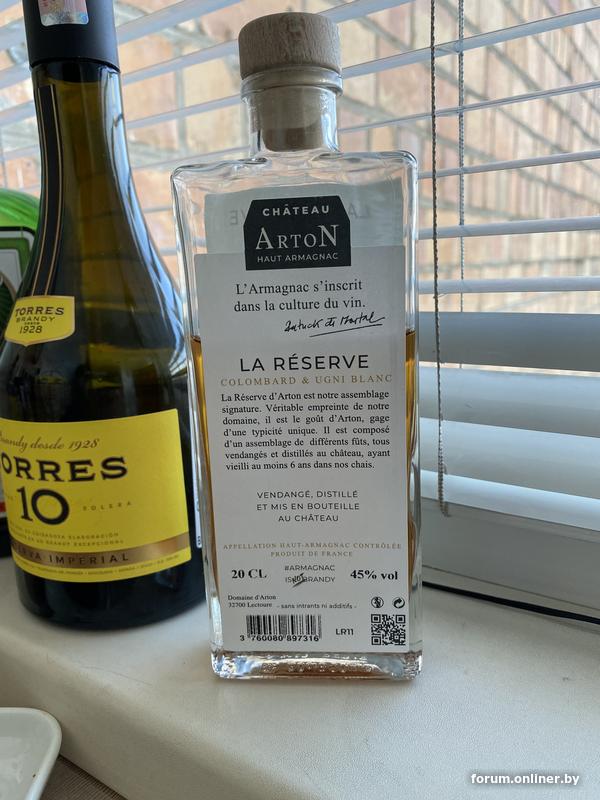 CHÂTEAU
ARTON
HAUT ARMAGNAC
L'Armagnac s'inscrit
dans la culture du vin.
LA RÉSERVE
COLOMBARD & UGNI BLANC
La Réserve d'Arton est notre assemblage
signature. Véritable empreinte de notre
domaine, il est le goût d'Arton, gage
d'une typicité unique. Il est composé
d'un assemblage de différents fûts, tous
vendangés et distillés au château, ayant
vieilli au moins 6 ans dans nos chais.
VENDANGÉ, DISTILLÉ
ET MIS EN BOUTEILLE
AU CHÂTEAU
APPELLATION HAUT-ARMAGNAC CONTRÔLÉE
PRODUIT DE FRANCE
20 CL
#ARMAGNAC
ISNOTBRANDY
45% vol
Domaine d'Arton
32700 Lectoure - sans intrants ni additifs -
3 760080 897316
LR11
TORRES
BRANDY
1928
Brandy desde 1928
TORRES
10
SOLERA
RESERVA IMPERIAL
forum.onliner.by